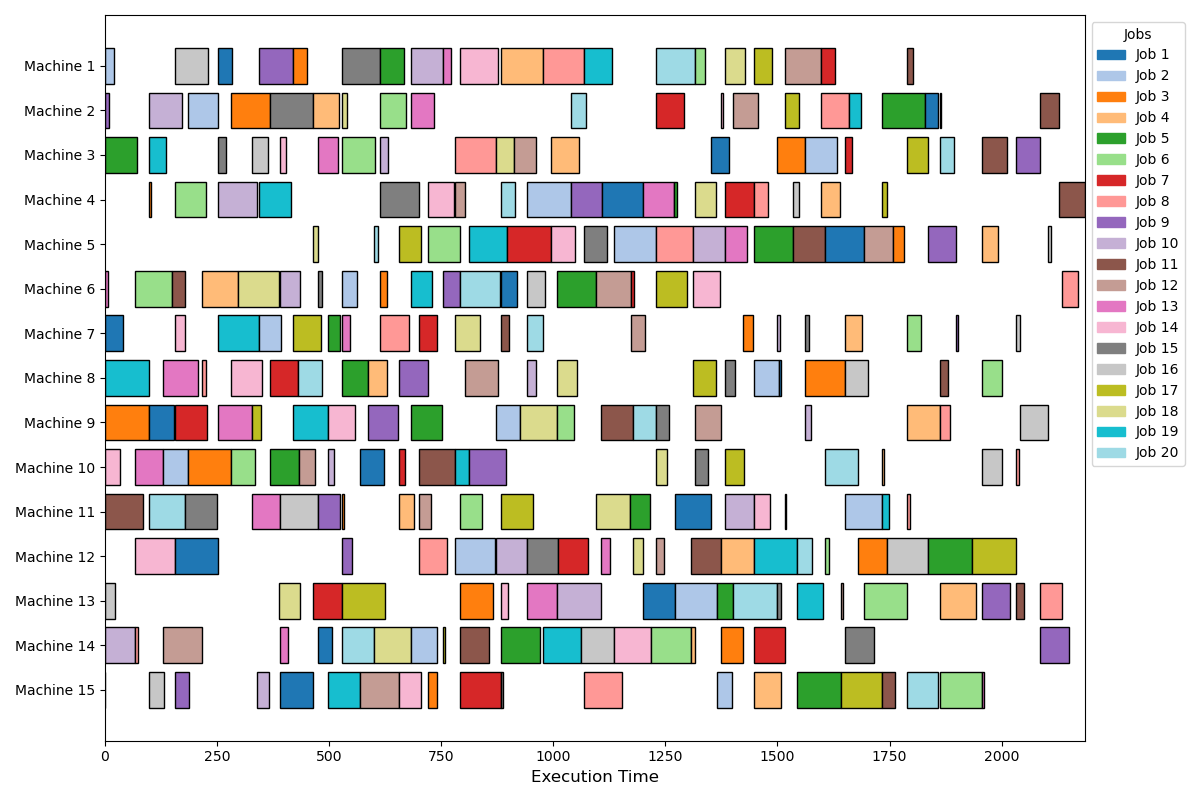 Machine 1
Machine 2
Machine 3
Machine 4
Machine 5
Machine 6
Machine 7
Machine 8
Machine 9
Machine 10
Machine 11
Machine 12
Machine 13
Machine 14
Machine 15
0 250 500 750 1000 1250 1500 1750 2000
Execution Time
Jobs
Job 1
Job 2
Job 3
Job 4
Job 5
Job 6
Job 7
Job 8
Job 9
Job 10
Job 11
Job 12
Job 13
Job 14
Job 15
Job 16
Job 17
Job 18
Job 19
Job 20